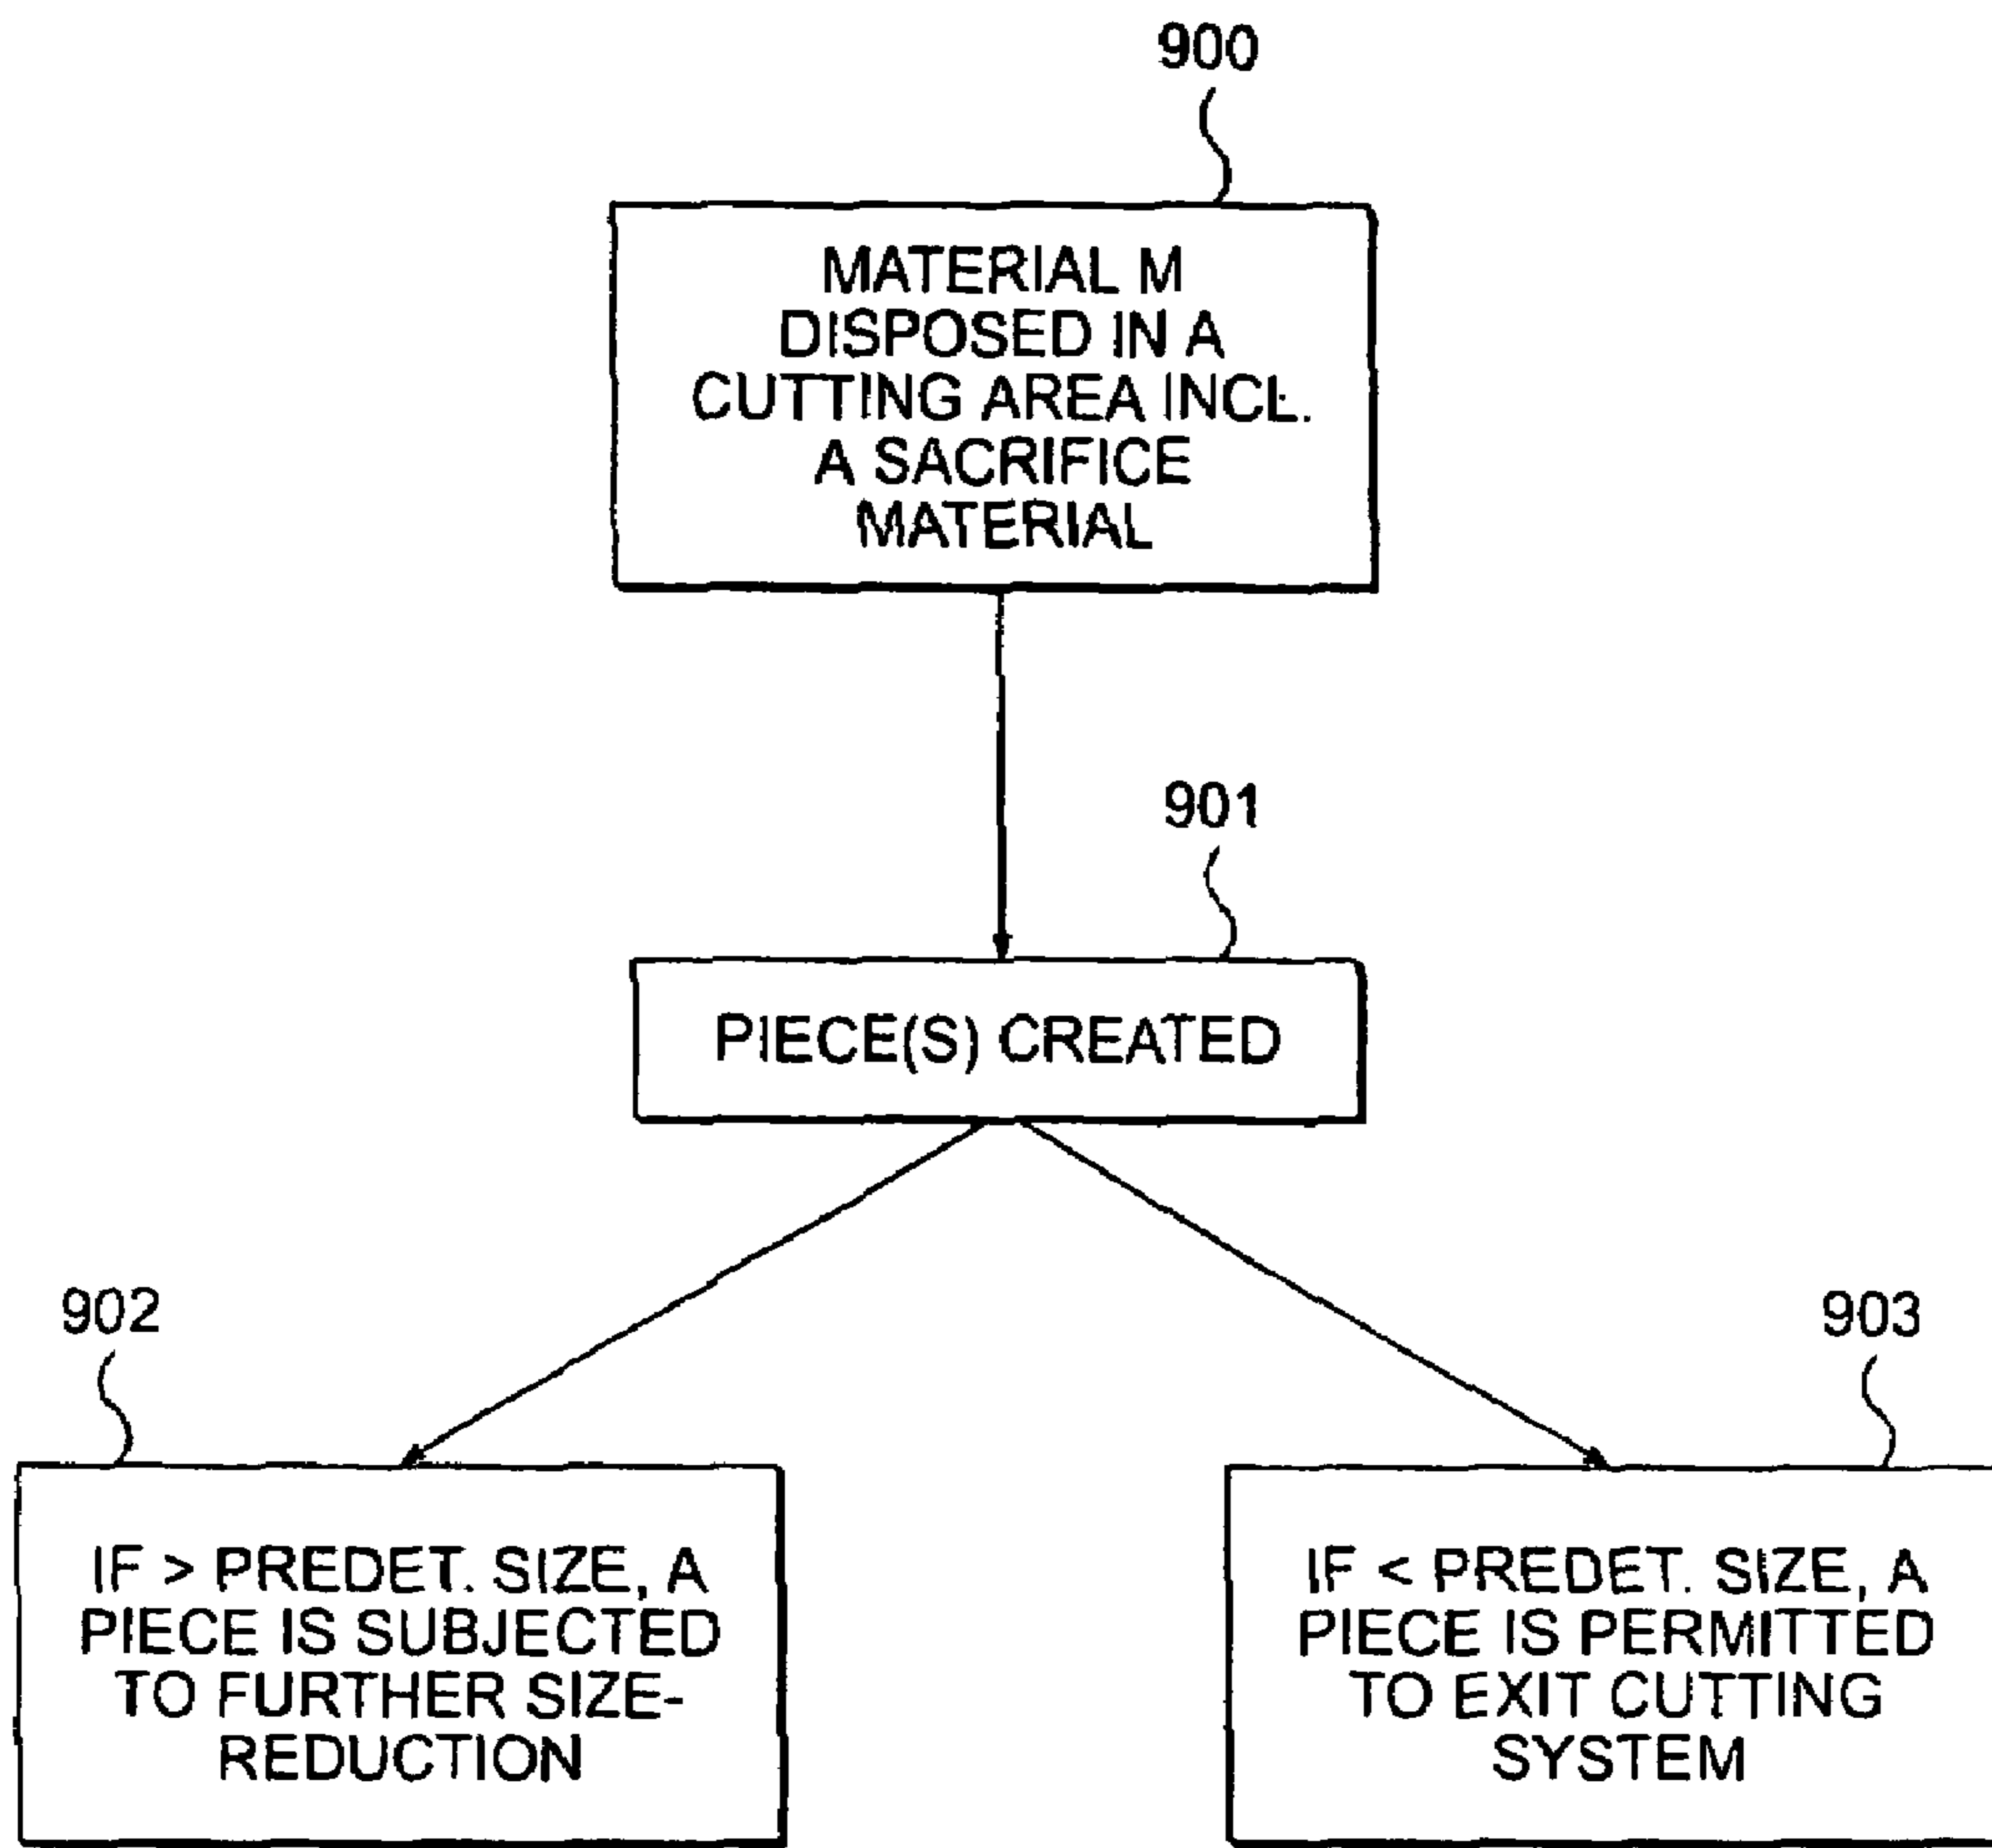 900
MATERIAL M
DISPOSED IN A
CUTTING AREA INCL.
A SACRIFICE
MATERIAL
901
PIECE(S) CREATED
902
IF > PREDET. SIZE, A
PIECE IS SUBJECTED
TO FURTHER SIZE-
REDUCTION
903
IF < PREDET. SIZE, A
PIECE IS PERMITTED
TO EXIT CUTTING
SYSTEM